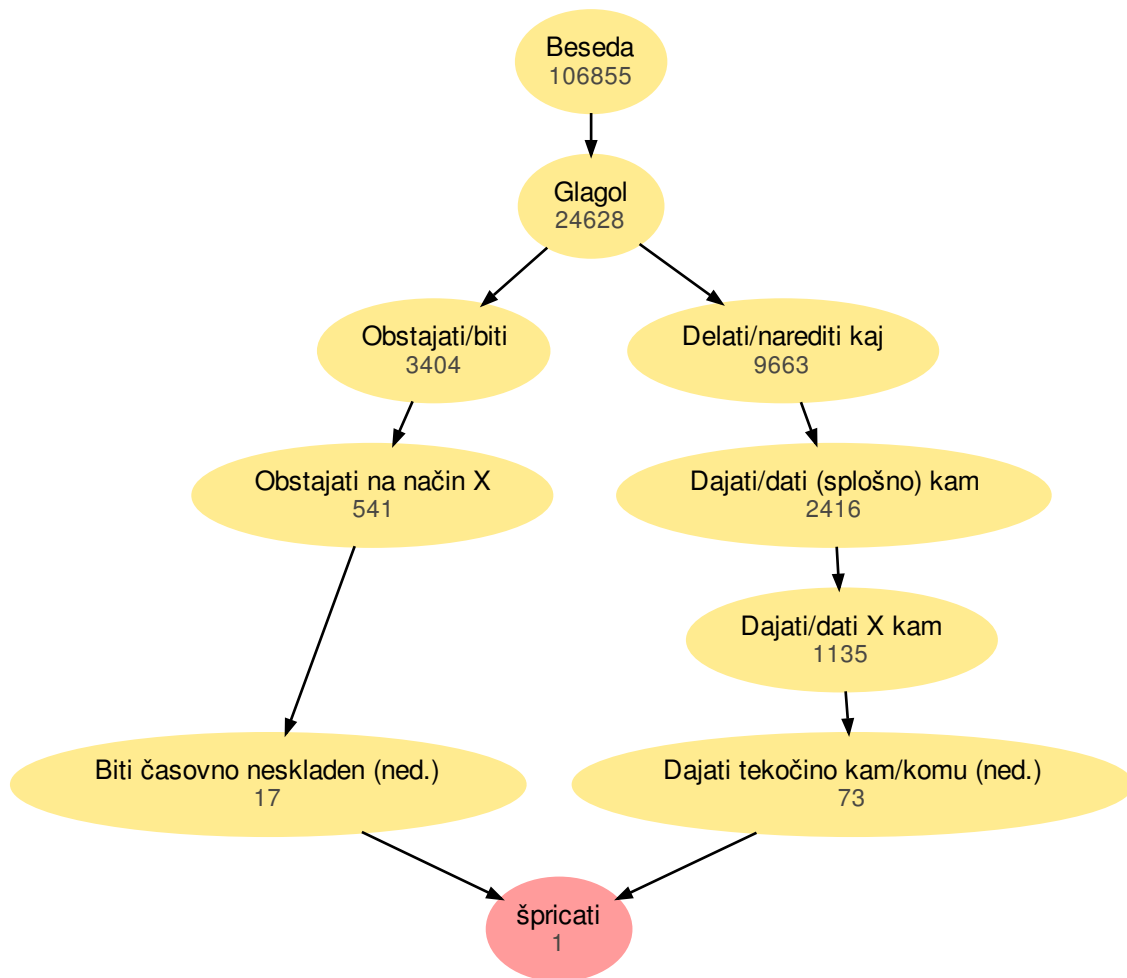 Beseda
106855
Glagol
24628
Obstajati/biti
3404
Delati/narediti kaj
9663
Obstajati na način X
541
Dajati/dati (splošno) kam
2416
Dajati/dati X kam
1135
Biti časovno neskladen (ned.)
17
Dajati tekočino kam/komu (ned.)
73
špricati
1